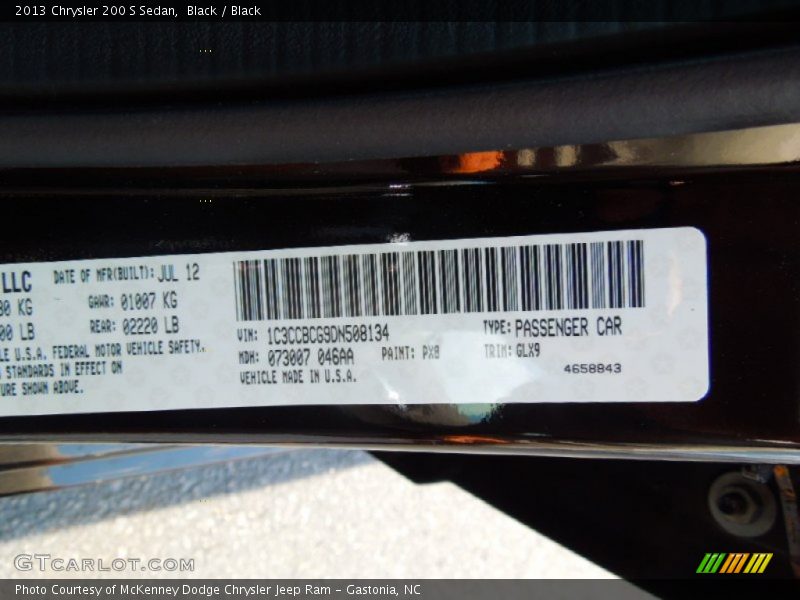 2013 Chrysler 200 S Sedan, Black / Black
LLC DATE OF MFR(BUILT): JUL 12
KG GAWR: 01007 KG
LB REAR: 02220 LB
U.S.A. FEDERAL MOTOR VEHICLE SAFETY.
STANDARDS IN EFFECT ON
SHOWN ABOVE.
VIN: 1C3CCBCG9DN508134 TYPE: PASSENGER CAR
MDH: 073007 046AA PAINT: PX8 TRIM: GLX9
VEHICLE MADE IN U.S.A. 4658843
GTCARLOT.COM
Photo Courtesy of McKenney Dodge Chrysler Jeep Ram – Gastonia, NC